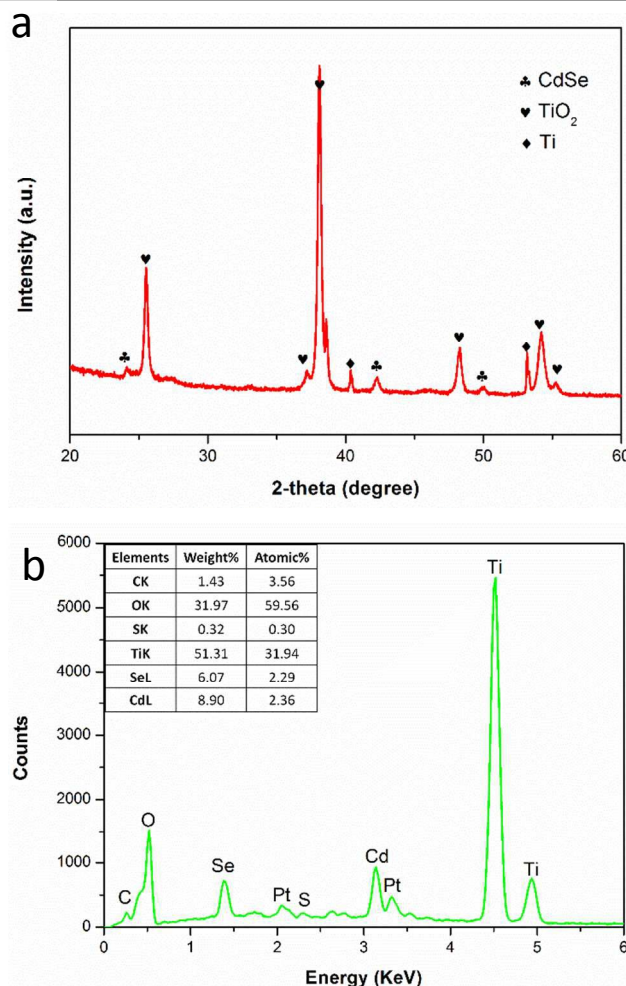 a
♣ CdSe
♥ TiO₂
♦ Ti
♥
♥
♣
♥
♦
♣
♥
♣
♦
♥
♥
Intensity (a.u.)
20 30 40 50 60
2-theta (degree)
b
Elements Weight% Atomic%
CK 1.43 3.56
OK 31.97 59.56
SK 0.32 0.30
TiK 51.31 31.94
SeL 6.07 2.29
CdL 8.90 2.36
6000
5000
4000
3000
2000
1000
0
Counts
C O Se Pt S Cd Pt Ti Ti
0 1 2 3 4 5 6
Energy (KeV)